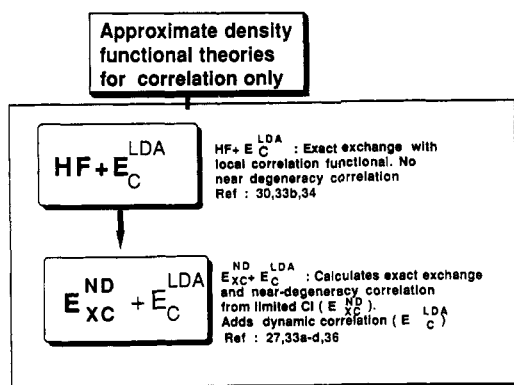 Approximate density
functional theories
for correlation only
HF + E_C^LDA
HF+ E_C^LDA : Exact exchange with
local correlation functional. No
near degeneracy correlation
Ref : 30,33b,34
E_XC^ND + E_C^LDA
E_XC^ND + E_C^LDA : Calculates exact exchange
and near-degeneracy correlation
from limited CI ( E_XC^ND ).
Adds dynamic correlation ( E_C^LDA )
Ref : 27,33a-d,36